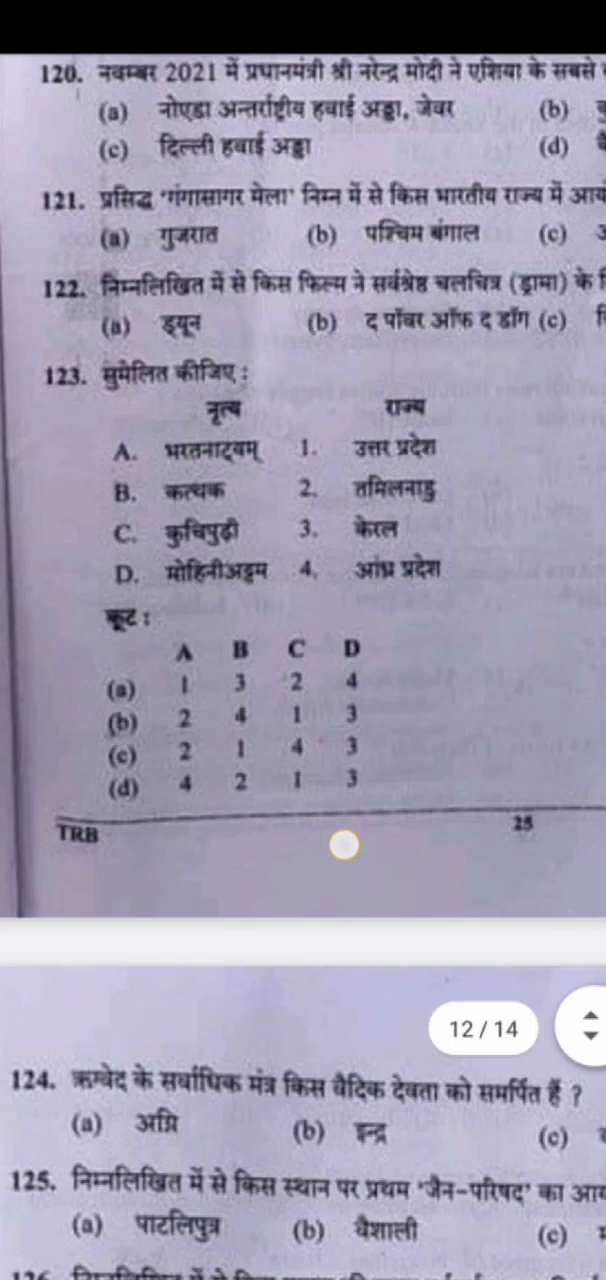 120. नवम्बर 2021 में प्रधानमंत्री श्री नरेन्द्र मोदी ने एशिया के सबसे
(a) नोएडा अन्तर्राष्ट्रीय हवाई अड्डा, जेवर (b)
(c) दिल्ली हवाई अड्डा (d)
121. प्रसिद्ध 'गंगासागर मेला' निम्न में से किस भारतीय राज्य में आय
(a) गुजरात (b) पश्चिम बंगाल (c)
122. निम्नलिखित में से किस फिल्म ने सर्वश्रेष्ठ चलचित्र (ड्रामा) के
(a) ड्यून (b) द पॉवर ऑफ द डॉग (c)
123. सुमेलित कीजिए :
नृत्य राज्य
A. भरतनाट्यम् 1. उत्तर प्रदेश
B. कत्थक 2. तमिलनाडु
C. कुचिपुड़ी 3. केरल
D. मोहिनीअट्टम 4. आंध्र प्रदेश
कूट :
A B C D
(a) 1 3 2 4
(b) 2 4 1 3
(c) 2 1 4 3
(d) 4 2 1 3
TRB 25
12 / 14
124. ऋग्वेद के सर्वाधिक मंत्र किस वैदिक देवता को समर्पित हैं ?
(a) अग्नि (b) इन्द्र (c)
125. निम्नलिखित में से किस स्थान पर प्रथम 'जैन-परिषद' का आय
(a) पाटलिपुत्र (b) वैशाली (c)